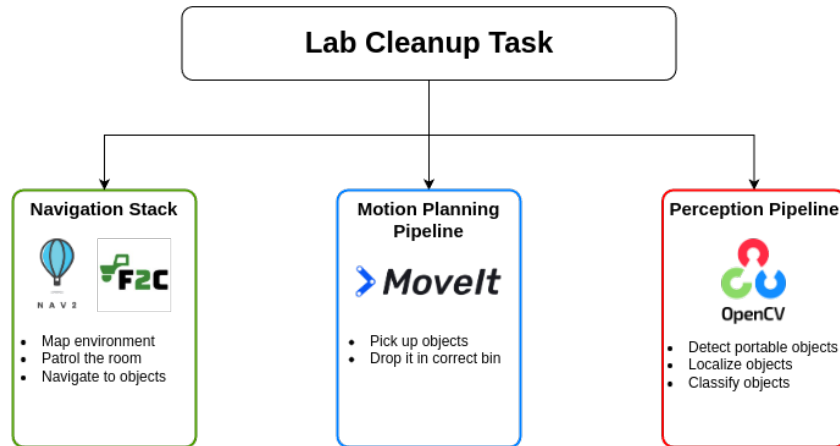 Lab Cleanup Task
Navigation Stack
NAV2
F2C
Map environment
Patrol the room
Navigate to objects
Motion Planning
Pipeline
MoveIt
Pick up objects
Drop it in correct bin
Perception Pipeline
OpenCV
Detect portable objects
Localize objects
Classify objects